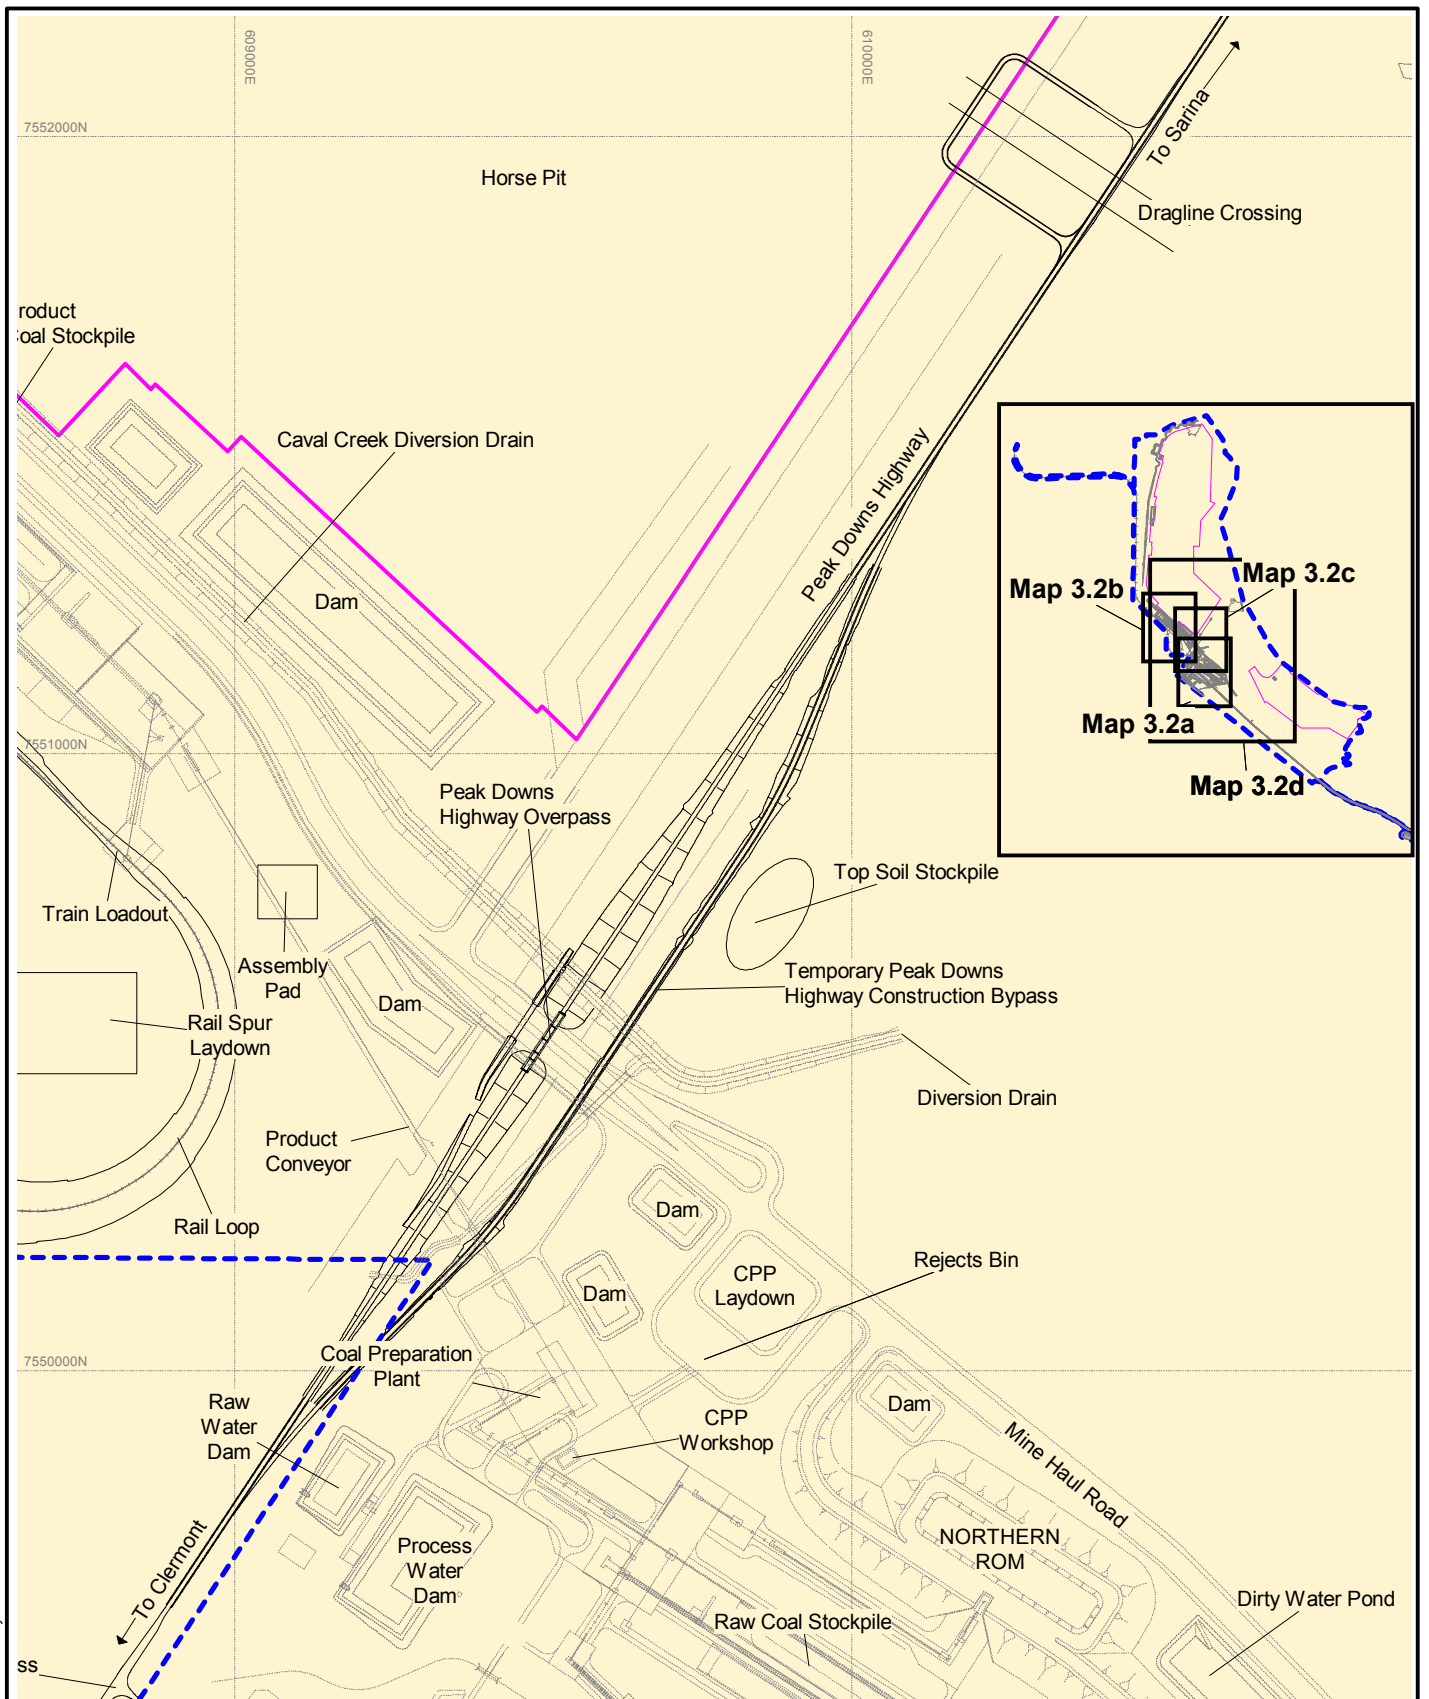 609000E
610000E
7552000N
To Sarina
Horse Pit
Dragline Crossing
roduct
oal Stockpile
Caval Creek Diversion Drain
Peak Downs Highway
Map 3.2b
Map 3.2c
Map 3.2a
Map 3.2d
Dam
7551000N
Peak Downs
Highway Overpass
Top Soil Stockpile
Train Loadout
Assembly
Pad
Temporary Peak Downs
Highway Construction Bypass
Dam
Rail Spur
Laydown
Diversion Drain
Product
Conveyor
Rail Loop
Dam
Rejects Bin
CPP
Laydown
Dam
7550000N
Coal Preparation
Plant
Raw
Water
Dam
Dam
CPP
Workshop
Mine Haul Road
NORTHERN
ROM
Process
Water
Dam
To Clermont
Dirty Water Pond
Raw Coal Stockpile
ss